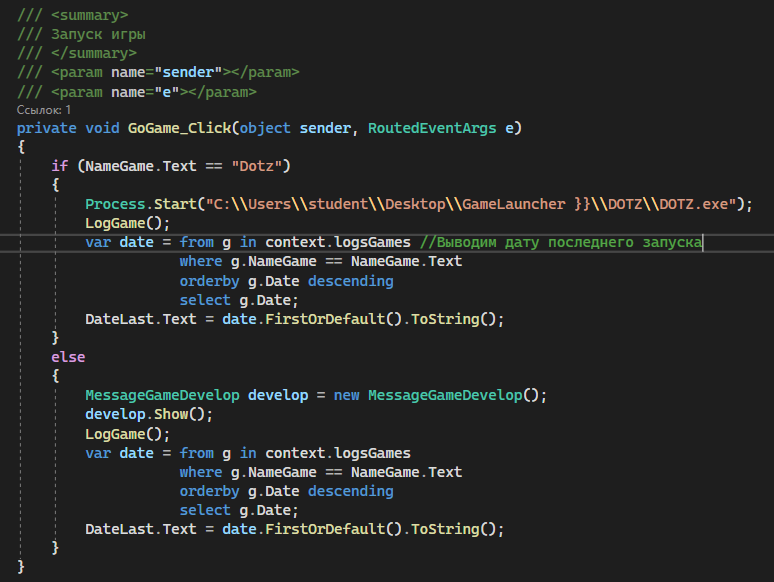 /// <summary>
/// Запуск игры
/// </summary>
/// <param name="sender"></param>
/// <param name="e"></param>
Ссылок: 1
private void GoGame_Click(object sender, RoutedEventArgs e)
{
if (NameGame.Text == "Dotz")
{
Process.Start("C:\\Users\\student\\Desktop\\GameLauncher }}\\DOTZ\\DOTZ.exe");
LogGame();
var date = from g in context.logsGames //Выводим дату последнего запуска
where g.NameGame == NameGame.Text
orderby g.Date descending
select g.Date;
DateLast.Text = date.FirstOrDefault().ToString();
}
else
{
MessageGameDevelop develop = new MessageGameDevelop();
develop.Show();
LogGame();
var date = from g in context.logsGames
where g.NameGame == NameGame.Text
orderby g.Date descending
select g.Date;
DateLast.Text = date.FirstOrDefault().ToString();
}
}